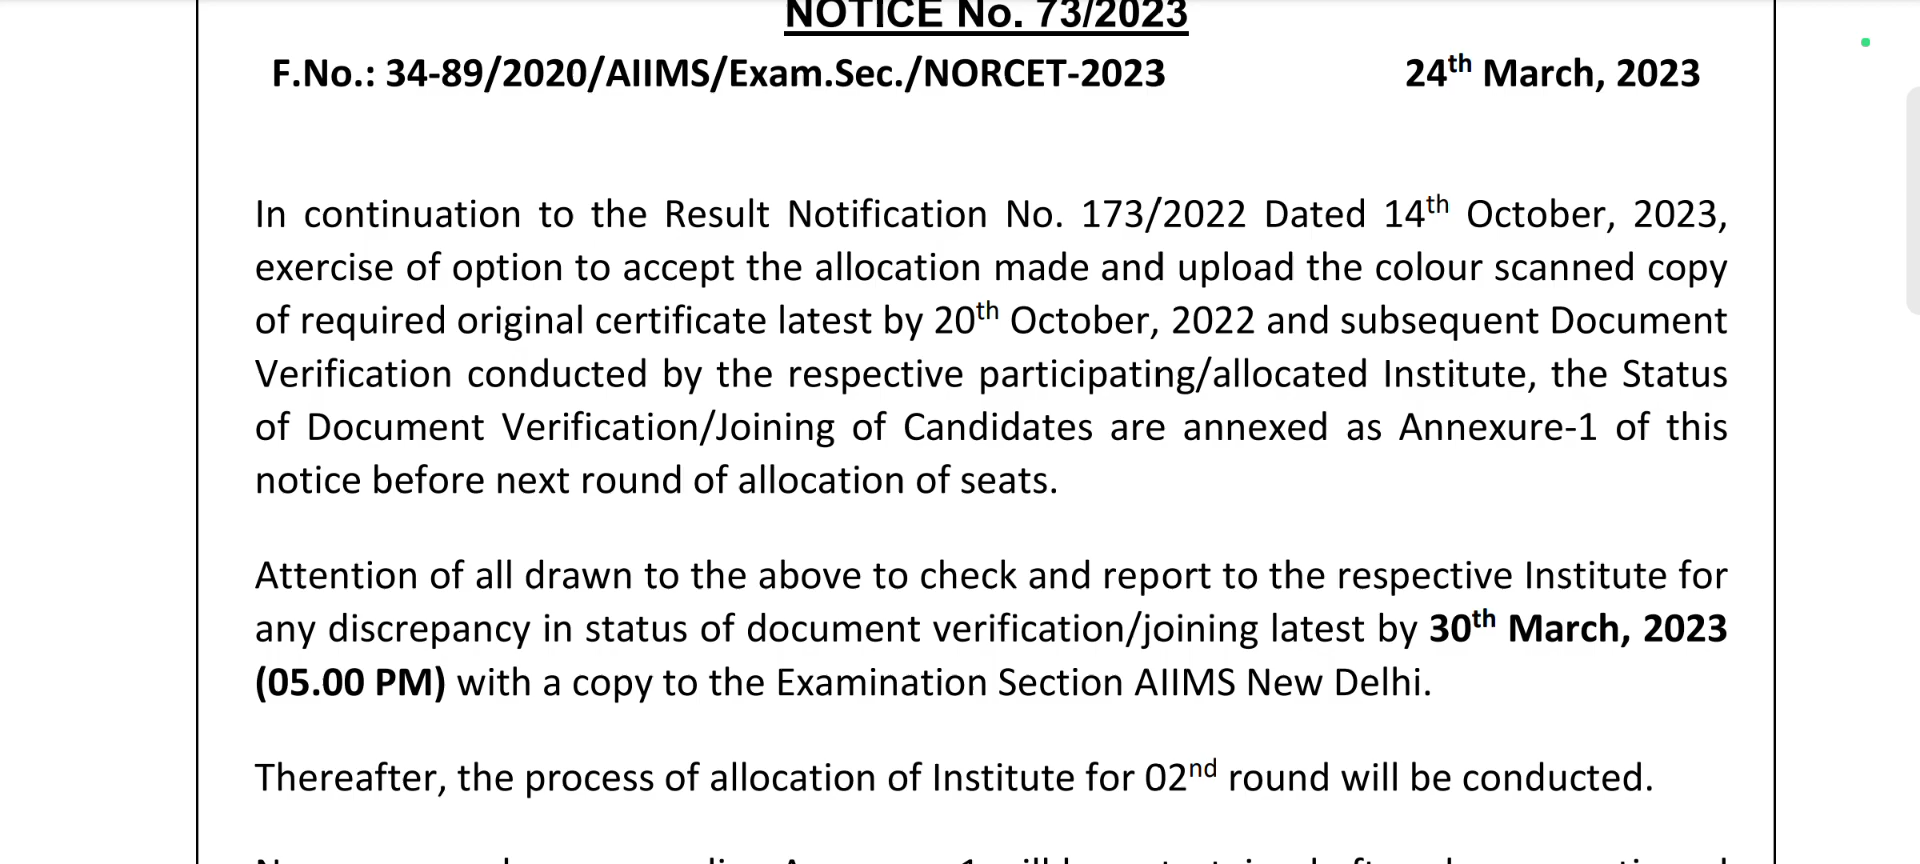 NOTICE No. 73/2023
F.No.: 34-89/2020/AIIMS/Exam.Sec./NORCET-2023 24th March, 2023
In continuation to the Result Notification No. 173/2022 Dated 14th October, 2023,
exercise of option to accept the allocation made and upload the colour scanned copy
of required original certificate latest by 20th October, 2022 and subsequent Document
Verification conducted by the respective participating/allocated Institute, the Status
of Document Verification/Joining of Candidates are annexed as Annexure-1 of this
notice before next round of allocation of seats.
Attention of all drawn to the above to check and report to the respective Institute for
any discrepancy in status of document verification/joining latest by 30th March, 2023
(05.00 PM) with a copy to the Examination Section AIIMS New Delhi.
Thereafter, the process of allocation of Institute for 02nd round will be conducted.